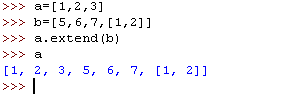 >>> a=[1,2,3]
>>> b=[5,6,7,[1,2]]
>>> a.extend(b)
>>> a
[1, 2, 3, 5, 6, 7, [1, 2]]
>>>